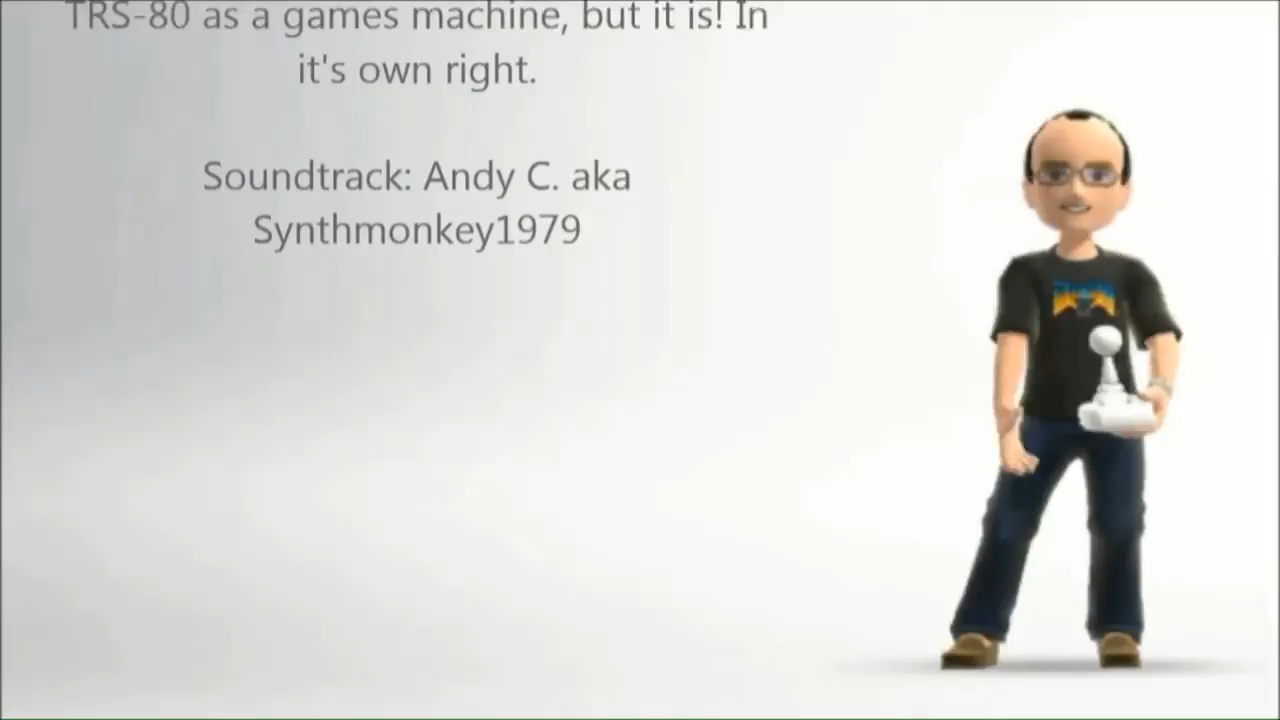 TRS-80 as a games machine, but it is! In
it's own right.
Soundtrack: Andy C. aka
Synthmonkey1979